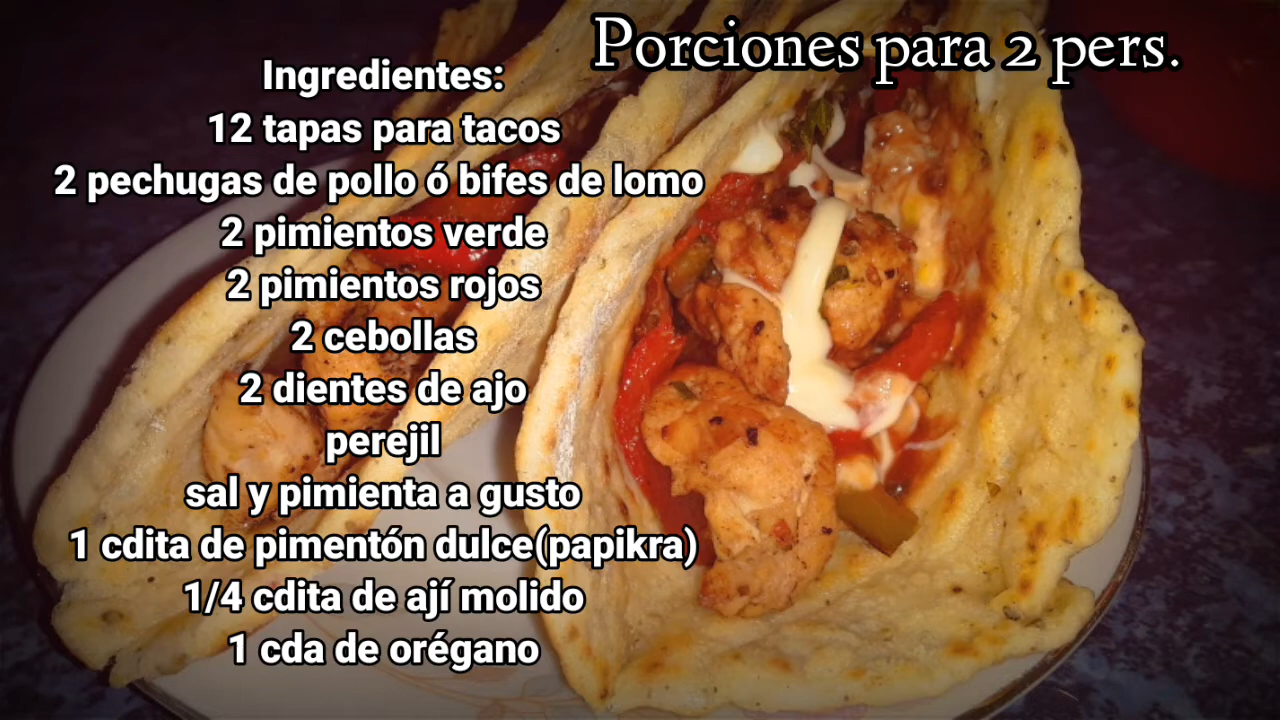 Porciones para 2 pers.
Ingredientes:
12 tapas para tacos
2 pechugas de pollo ó bifes de lomo
2 pimientos verde
2 pimientos rojos
2 cebollas
2 dientes de ajo
perejil
sal y pimienta a gusto
1 cdita de pimentón dulce(papikra)
1/4 cdita de ají molido
1 cda de orégano